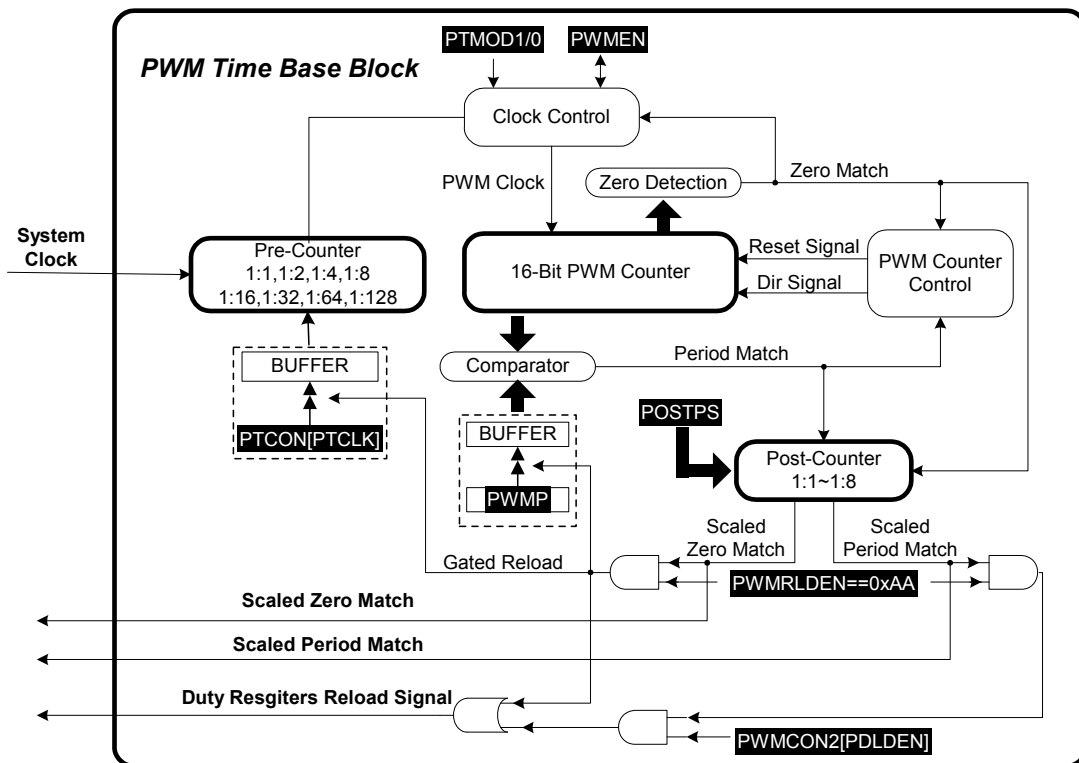 PTMOD1/0
PWMEN
PWM Time Base Block
Clock Control
Zero Match
PWM Clock
Zero Detection
System
Clock
Pre-Counter
1:1,1:2,1:4,1:8
1:16,1:32,1:64,1:128
16-Bit PWM Counter
Reset Signal
Dir Signal
PWM Counter
Control
BUFFER
PTCON[PTCLK]
Comparator
Period Match
BUFFER
PWMP
POSTPS
Post-Counter
1:1~1:8
Scaled
Zero Match
Scaled
Period Match
Gated Reload
PWMRLDEN==0xAA
Scaled Zero Match
Scaled Period Match
Duty Resgiters Reload Signal
PWMCON2[PDLDEN]